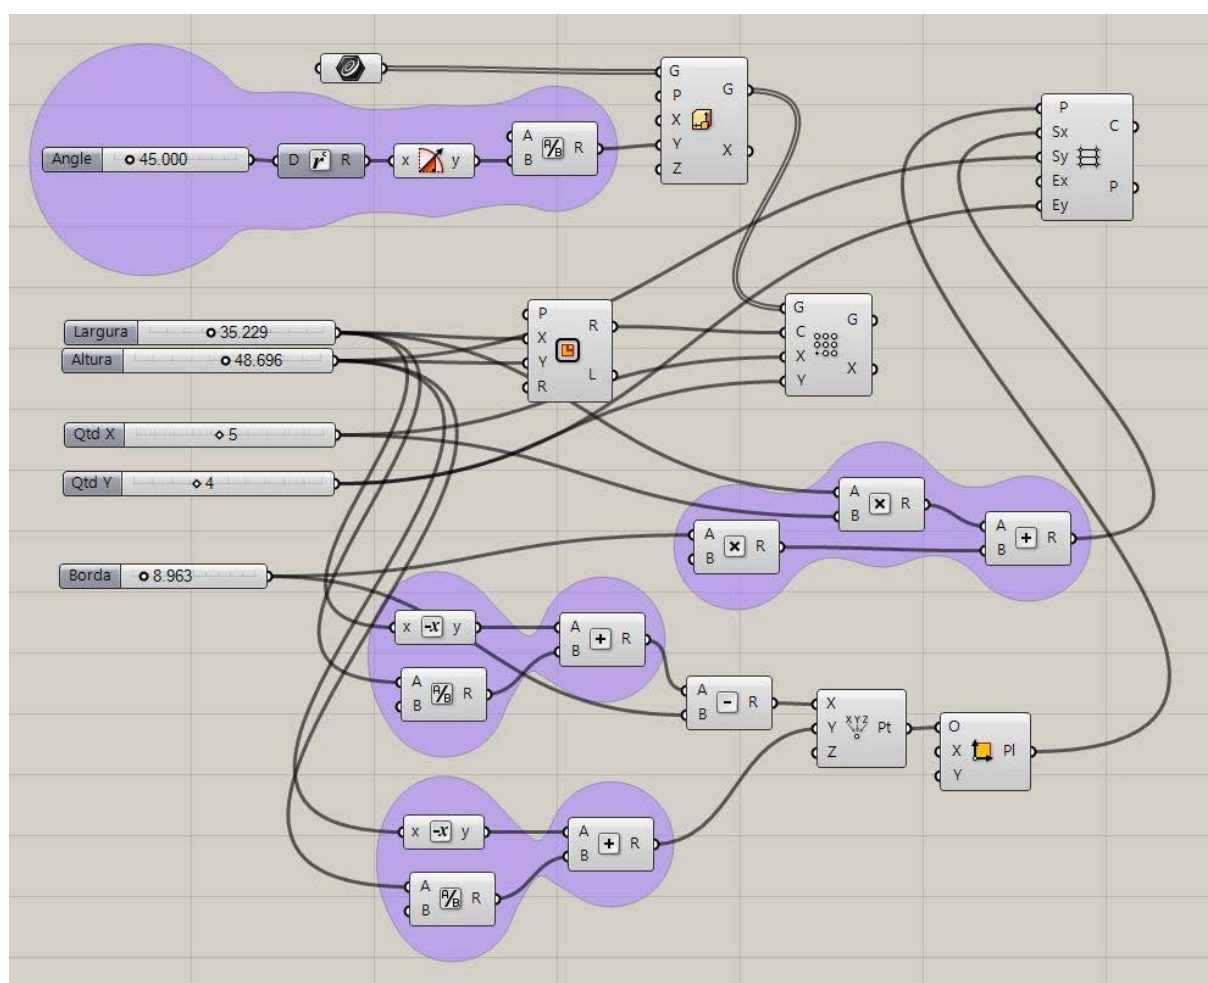 G
P
X
Y
Z
G
X
P
Sx
Sy
Ex
Ey
C
P
Angle 45.000
D r^c R
x y
A
B
A/B
R
Largura 35.229
Altura 48.696
Qtd X 5
Qtd Y 4
P
X
Y
R
R
L
G
C
X
Y
G
X
A
B
×
R
A
B
×
R
A
B
+
R
Borda 8.963
x -x y
A
B
A/B
R
A
B
+
R
A
B
-
R
X
Y
Z
XYZ
Pt
O
X
Y
Pl
x -x y
A
B
A/B
R
A
B
+
R